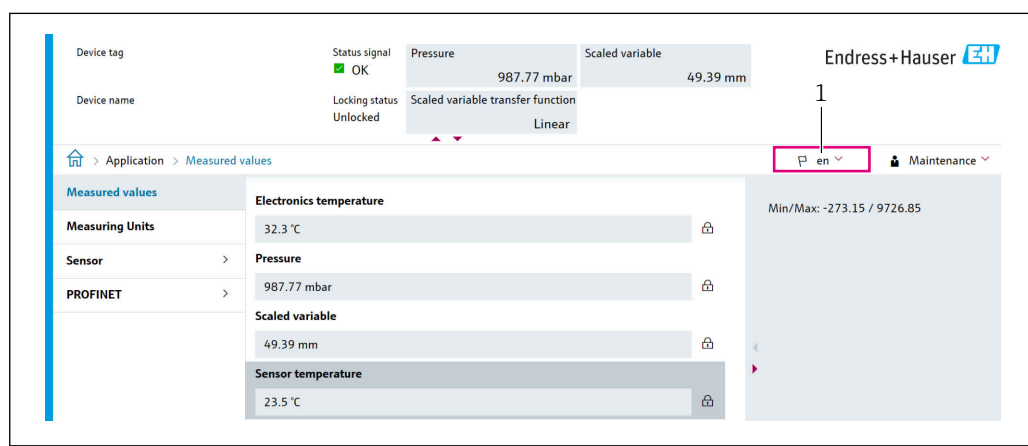 Device tag
Status signal
OK
Pressure
987.77 mbar
Scaled variable
49.39 mm
Endress+Hauser EH
Device name
Locking status
Unlocked
Scaled variable transfer function
Linear
1
> Application > Measured values
en
Maintenance
Measured values
Measuring Units
Sensor >
PROFINET >
Electronics temperature
32.3 °C
Pressure
987.77 mbar
Scaled variable
49.39 mm
Sensor temperature
23.5 °C
Min/Max: -273.15 / 9726.85